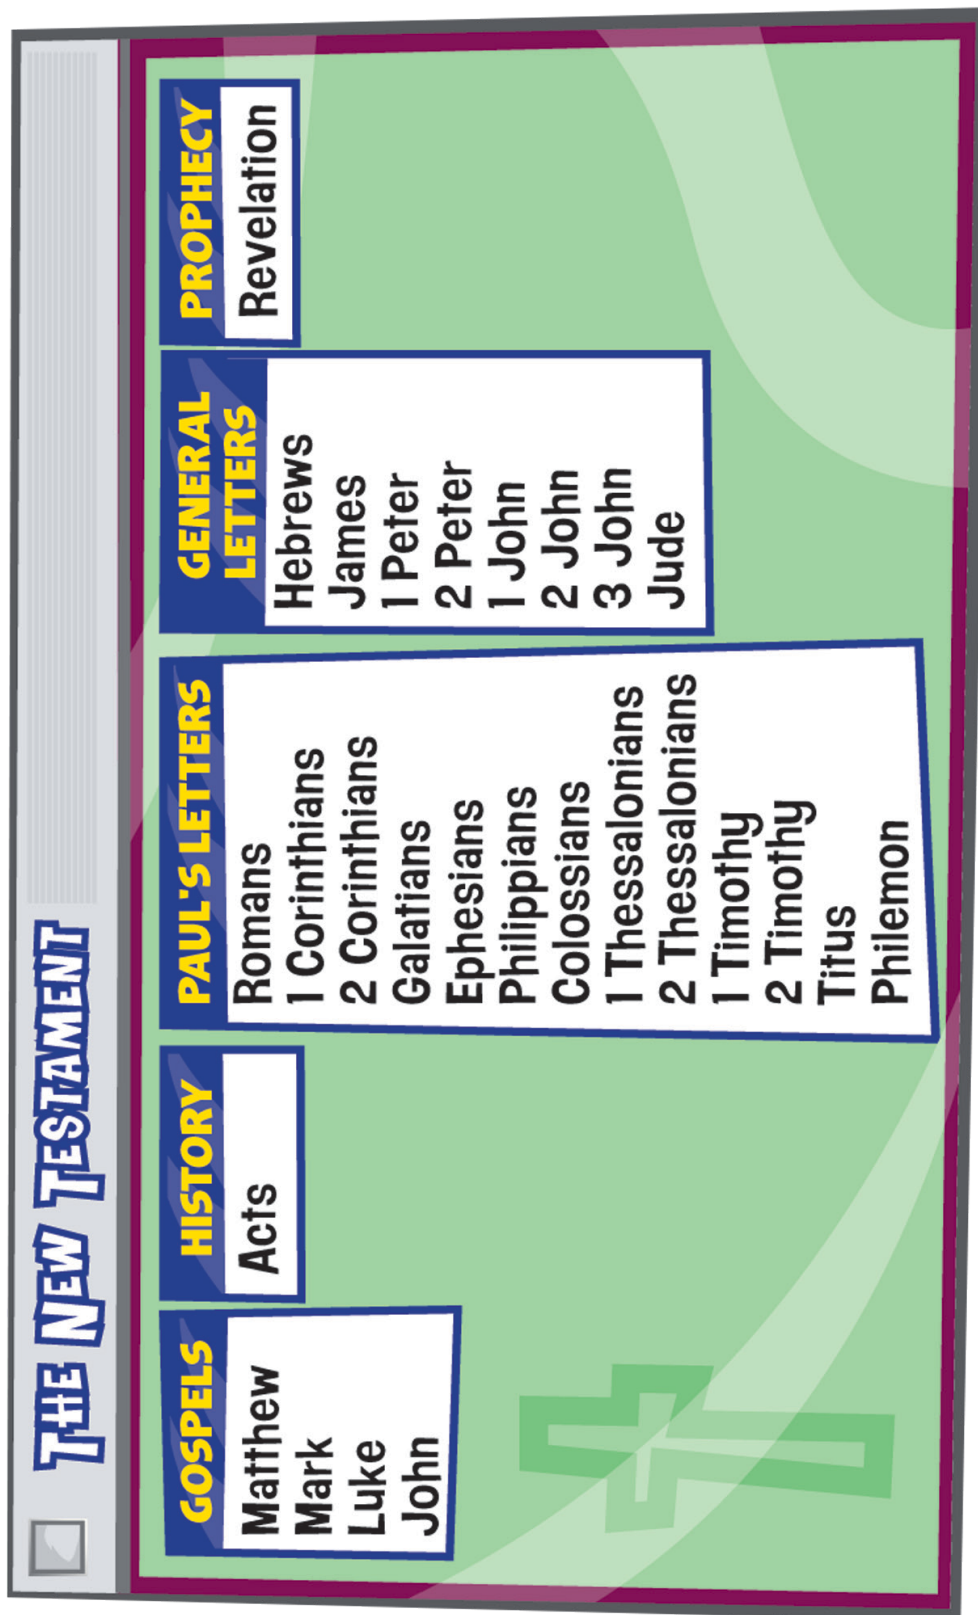 THE NEW TESTAMENT
GOSPELS
Matthew
Mark
Luke
John
HISTORY
Acts
PAUL'S LETTERS
Romans
1 Corinthians
2 Corinthians
Galatians
Ephesians
Philippians
Colossians
1 Thessalonians
2 Thessalonians
1 Timothy
2 Timothy
Titus
Philemon
GENERAL
LETTERS
Hebrews
James
1 Peter
2 Peter
1 John
2 John
3 John
Jude
PROPHECY
Revelation